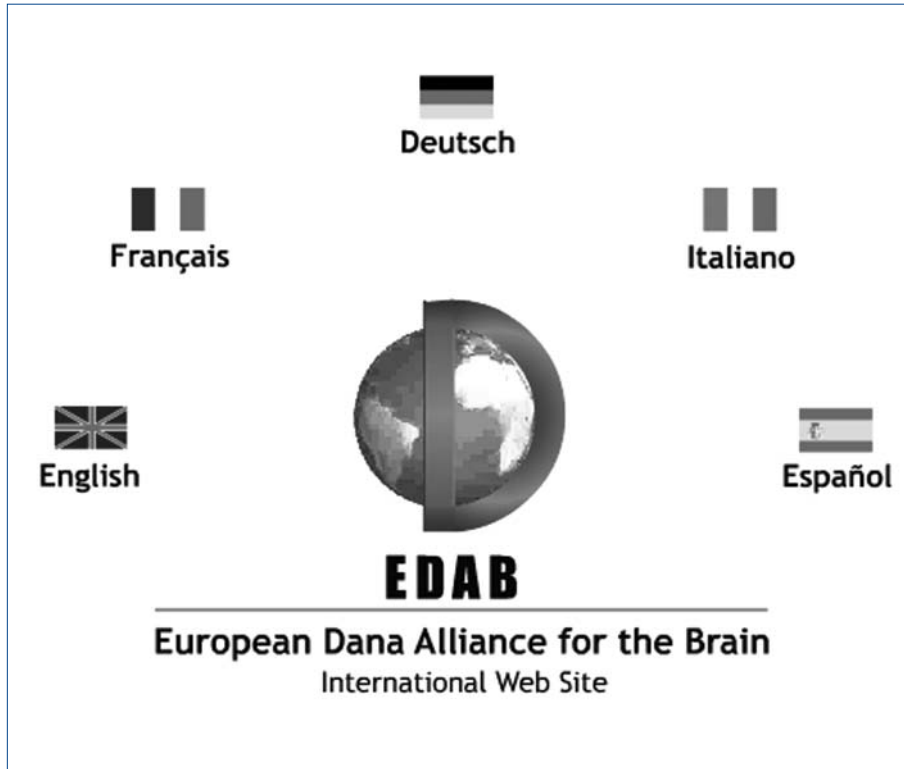 Deutsch
Français
Italiano
English
Español
EDAB
European Dana Alliance for the Brain
International Web Site